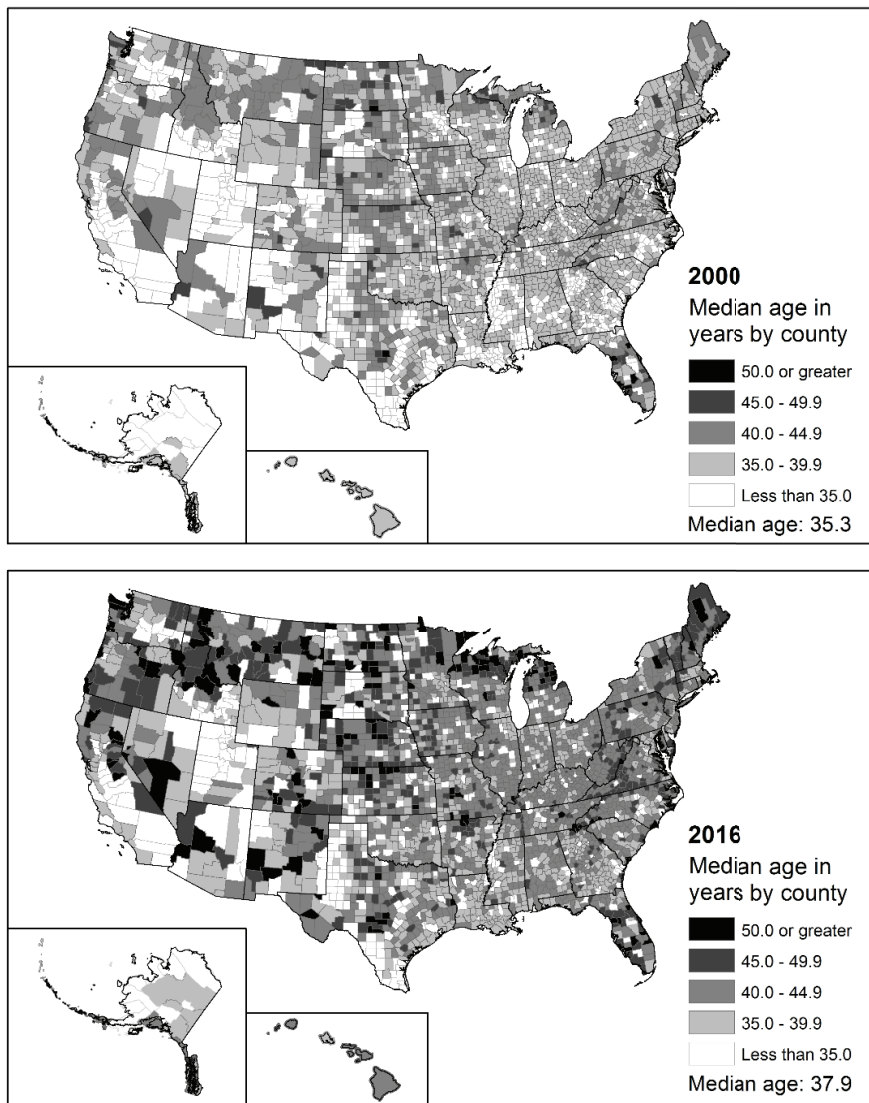 2000
Median age in
years by county
50.0 or greater
45.0 - 49.9
40.0 - 44.9
35.0 - 39.9
Less than 35.0
Median age: 35.3
2016
Median age in
years by county
50.0 or greater
45.0 - 49.9
40.0 - 44.9
35.0 - 39.9
Less than 35.0
Median age: 37.9